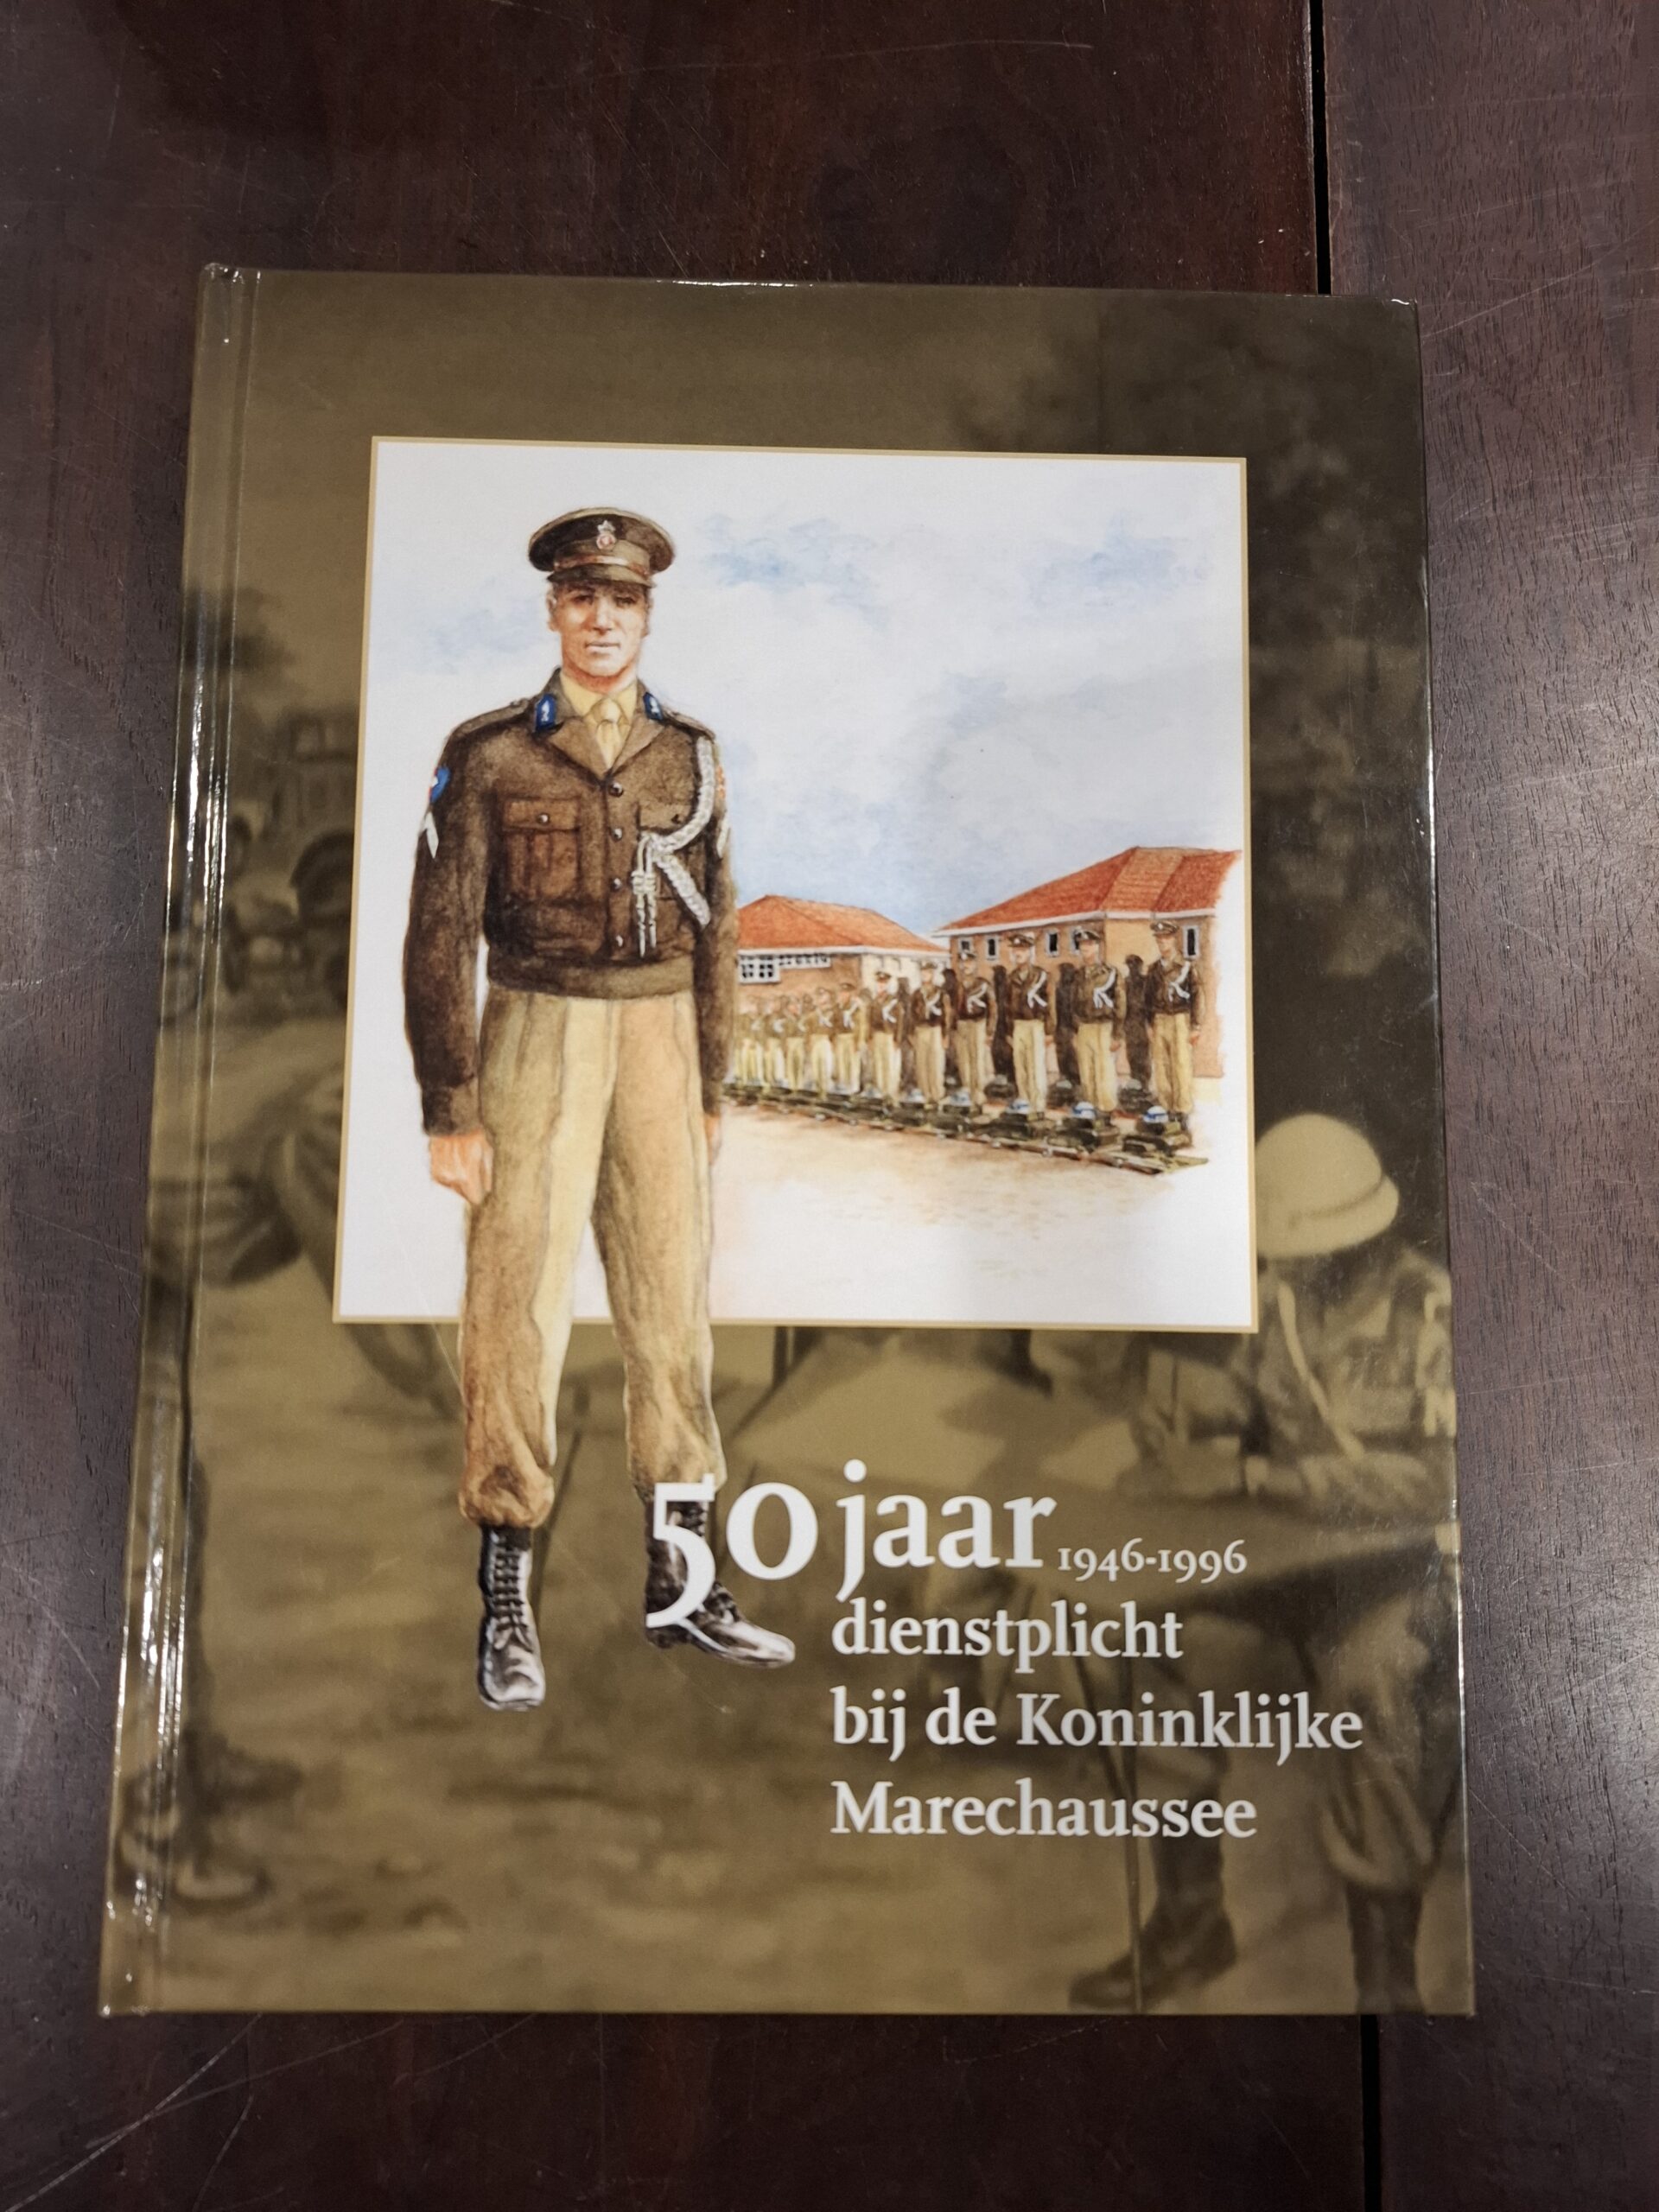 50 jaar 1946-1996
dienstplicht
bij de Koninklijke
Marechaussee